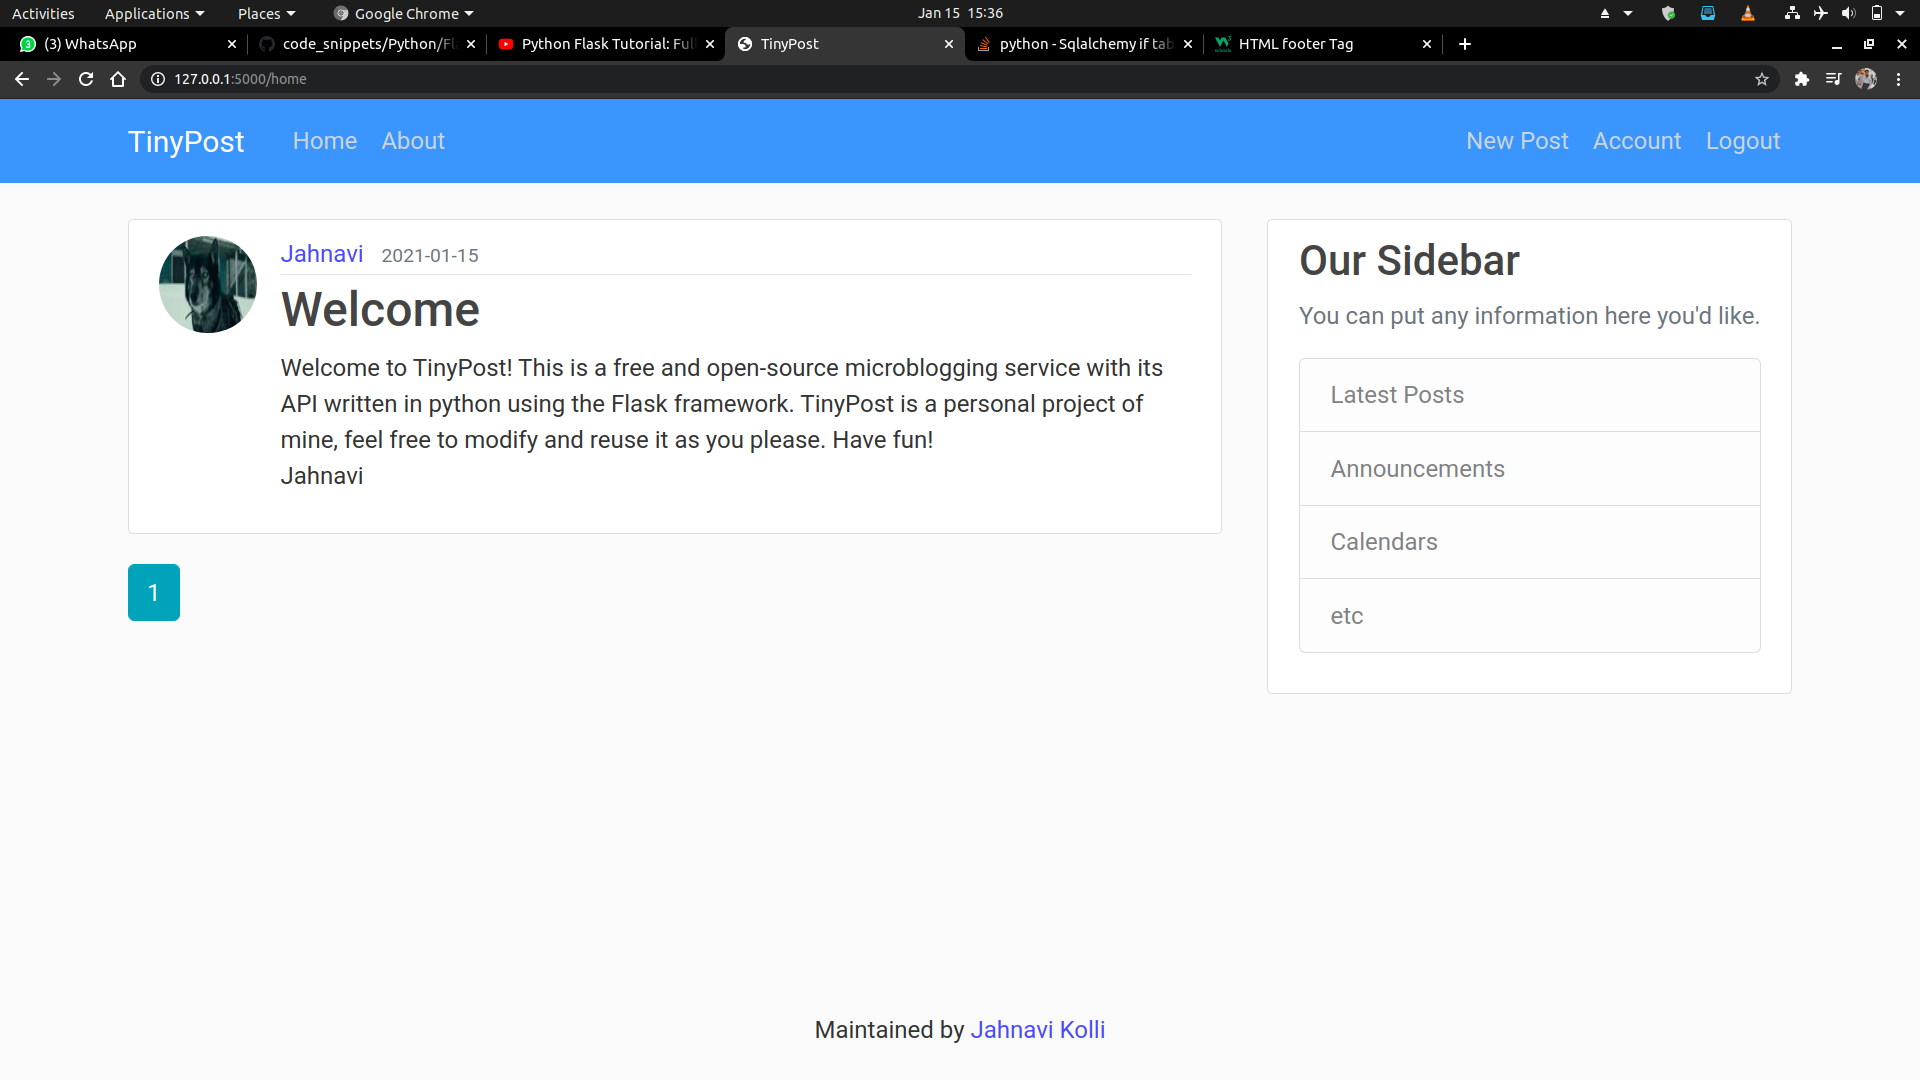 Activities Applications Places Google Chrome Jan 15 15:36
(3) WhatsApp code_snippets/Python/Fl Python Flask Tutorial: Ful TinyPost python - Sqlalchemy if tab HTML footer Tag
127.0.0.1:5000/home
TinyPost Home About New Post Account Logout
Jahnavi 2021-01-15
Welcome
Welcome to TinyPost! This is a free and open-source microblogging service with its
API written in python using the Flask framework. TinyPost is a personal project of
mine, feel free to modify and reuse it as you please. Have fun!
Jahnavi
1
Our Sidebar
You can put any information here you'd like.
Latest Posts
Announcements
Calendars
etc
Maintained by Jahnavi Kolli